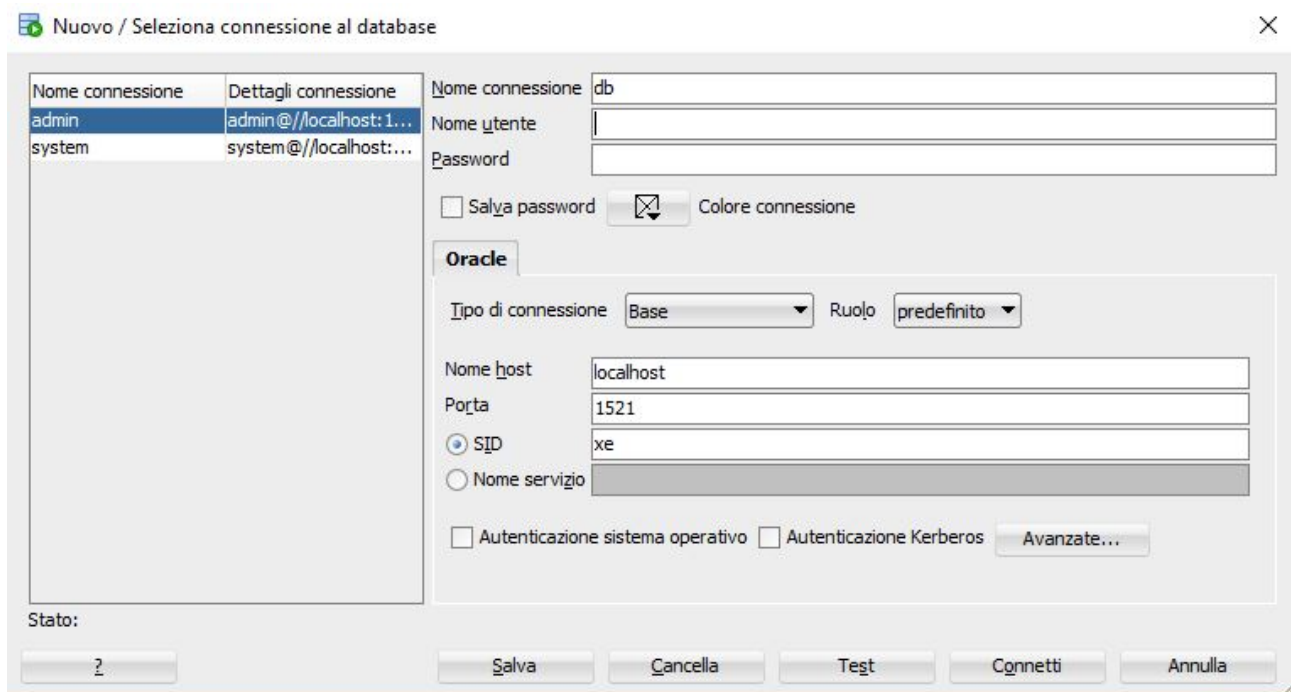 Nuovo / Seleziona connessione al database
Nome connessione Dettagli connessione
admin admin@//localhost:1...
system system@//localhost:...
Nome connessione db
Nome utente
Password
Salva password Colore connessione
Oracle
Tipo di connessione Base Ruolo predefinito
Nome host localhost
Porta 1521
SID xe
Nome servizio
Autenticazione sistema operativo Autenticazione Kerberos Avanzate...
Stato:
? Salva Cancella Test Connetti Annulla